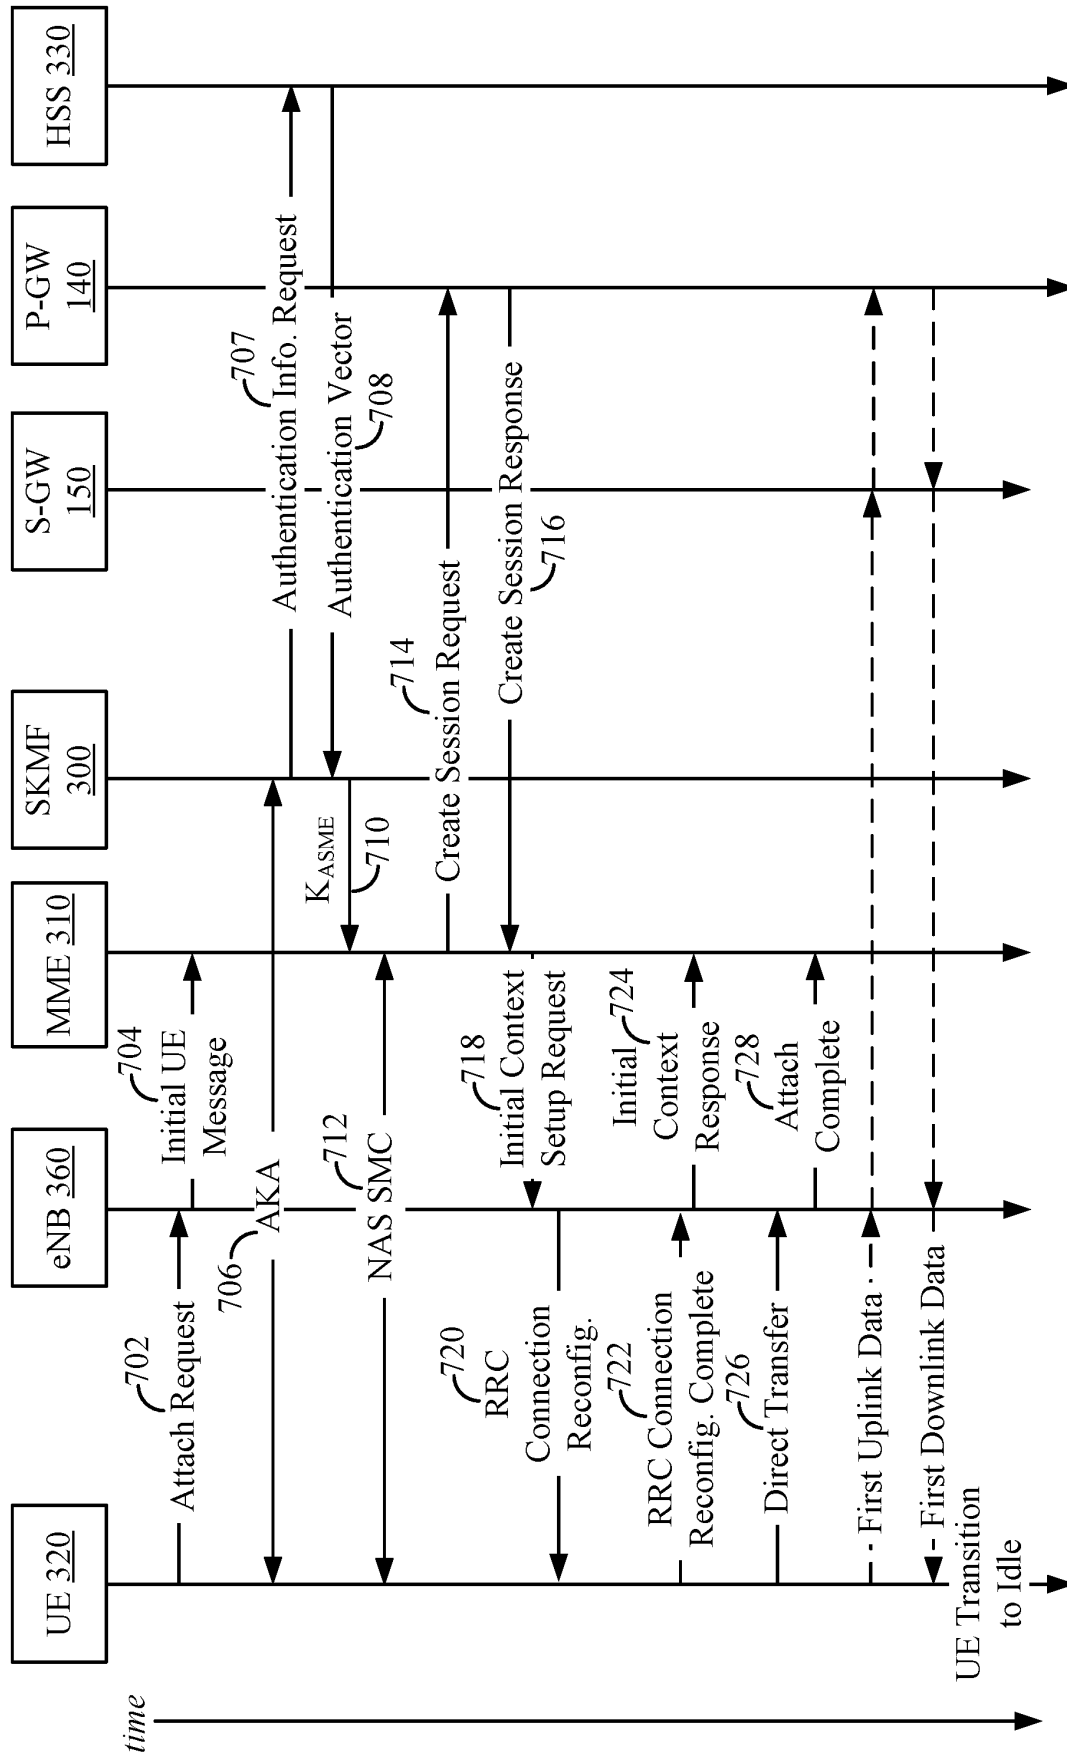 time
UE 320
eNB 360
MME 310
SKMF
300
S-GW
150
P-GW
140
HSS 330
702
Attach Request
704
Initial UE
Message
706
AKA
707
Authentication Info. Request
Authentication Vector
708
KASME
710
712
NAS SMC
714
Create Session Request
Create Session Response
716
718
Initial Context
Setup Request
720
RRC
Connection
Reconfig.
722
RRC Connection
Reconfig. Complete
724
Initial
Context
Response
726
Direct Transfer
728
Attach
Complete
First Uplink Data
First Downlink Data
UE Transition
to Idle